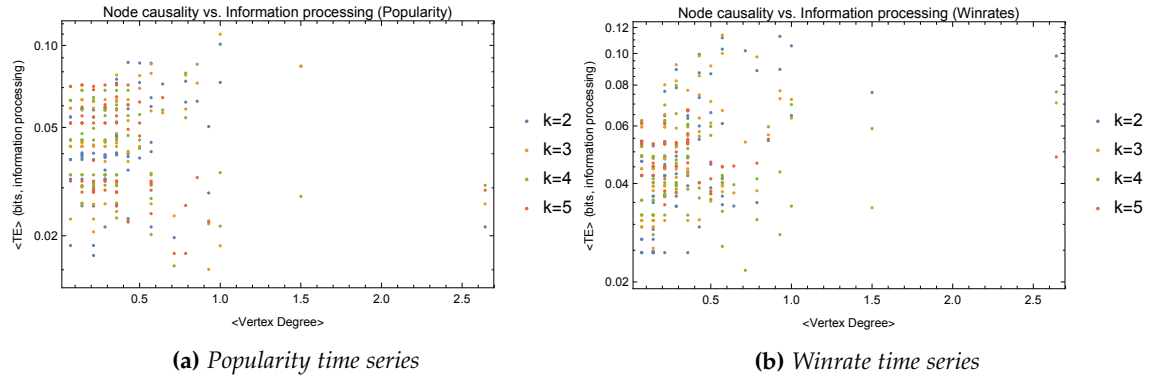 Node causality vs. Information processing (Popularity)
0.10
0.05
0.02
<TE> (bits, information processing)
0.5 1.0 1.5 2.0 2.5
<Vertex Degree>
k=2
k=3
k=4
k=5
(a) Popularity time series
Node causality vs. Information processing (Winrates)
0.12
0.10
0.08
0.06
0.04
0.02
<TE> (bits, information processing)
0.5 1.0 1.5 2.0 2.5
<Vertex Degree>
k=2
k=3
k=4
k=5
(b) Winrate time series